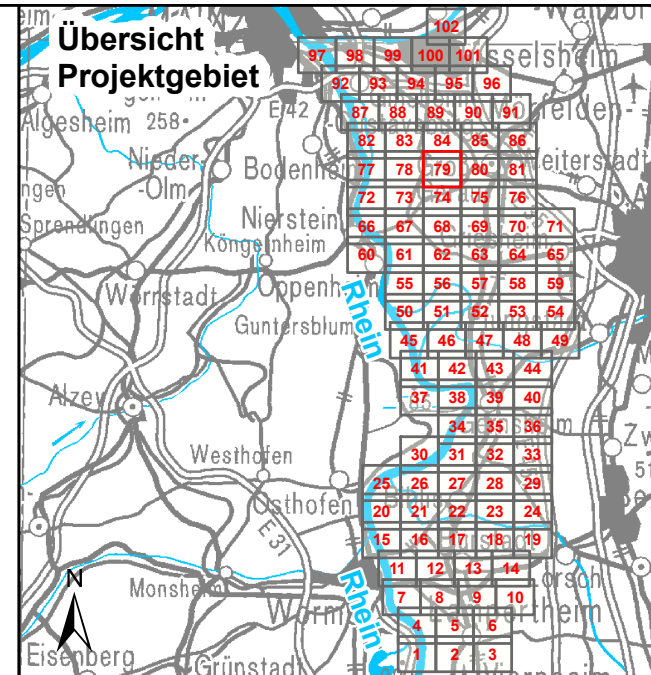 Übersicht
Projektgebiet
102
97 98 99 100 101
sselsheim
92 93 94 95 96
E 42
87 88 89 90 91
Algesheim 258
82 83 84 85 86
Nieder-
-Olm
Bodenheim
77 78 79 80 81
72 73 74 75 76
Nierstein
Sprendlingen
66 67 68 69 70 71
Köngernheim
60 61 62 63 64 65
Wörrstadt
Oppenheim
55 56 57 58 59
Rhein
50 51 52 53 54
Guntersblum
45 46 47 48 49
41 42 43 44
Alzey
37 38 39 40
34 35 36
Westhofen
30 31 32 33
25 26 27 28 29
Osthofen
20 21 22 23 24
E 31
15 16 17 18 19
11 12 13 14
Lorsch
N
Monsheim
Rhein
7 8 9 10
Worms
4 5 6
Eisenberg
Grünstadt
1 2 3